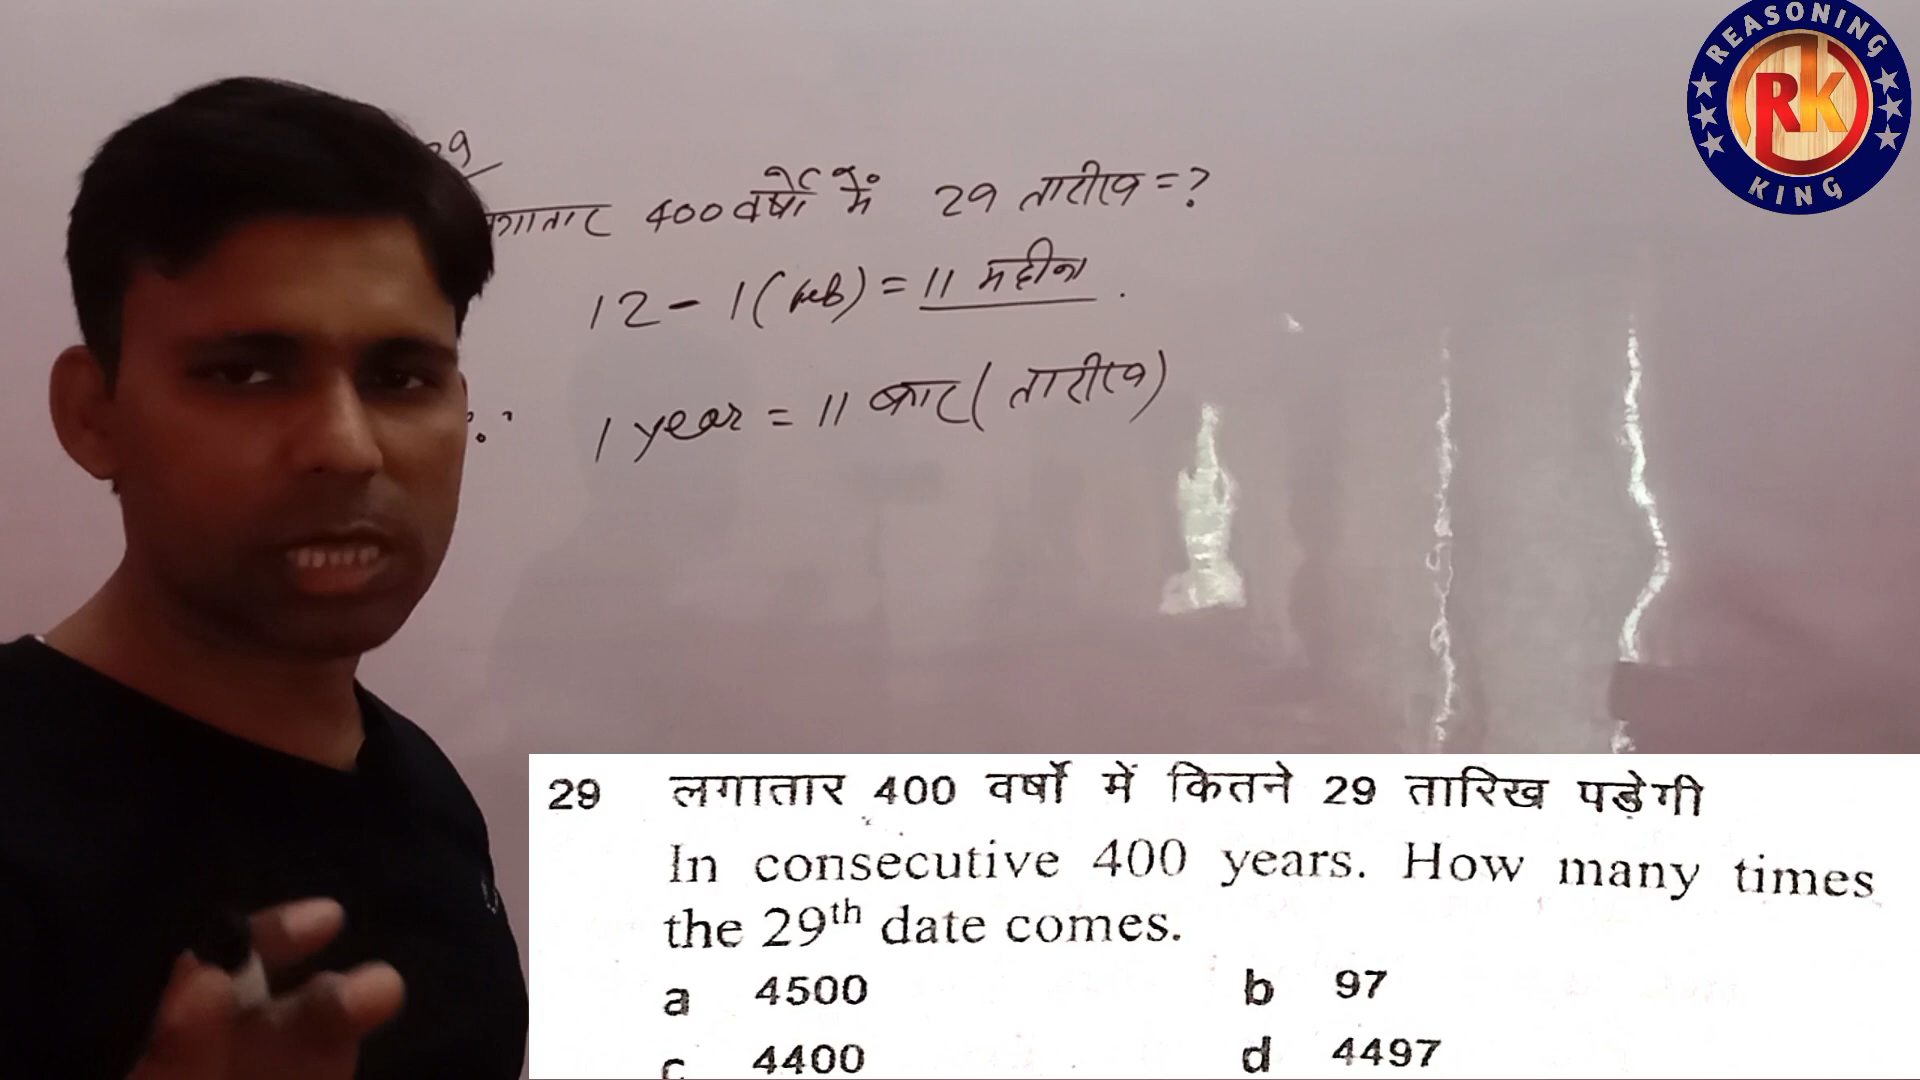 REASONING
RK
KING
29
लगातार 400 वर्षों में 29 तारीख = ?
12 - 1 (feb) = 11 महीना .
∵ 1 year = 11 बार ( तारीख )
29 लगातार 400 वर्षों में कितने 29 तारिख पड़ेगी
In consecutive 400 years. How many times
the 29th date comes.
a 4500 b 97
c 4400 d 4497